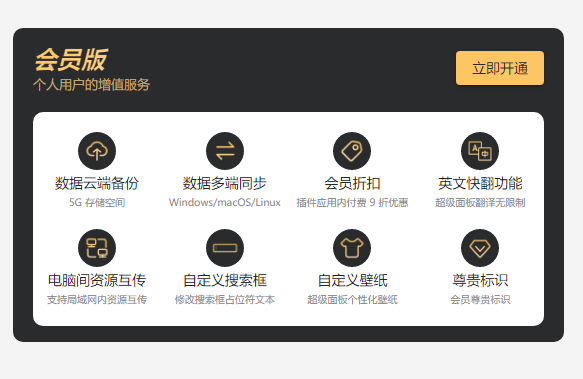 会员版
个人用户的增值服务
立即开通
数据云端备份
5G 存储空间
数据多端同步
Windows/macOS/Linux
会员折扣
插件应用内付费 9 折优惠
英文快翻功能
超级面板翻译无限制
电脑间资源互传
支持局域网内资源互传
自定义搜索框
修改搜索框占位符文本
自定义壁纸
超级面板个性化壁纸
尊贵标识
会员尊贵标识